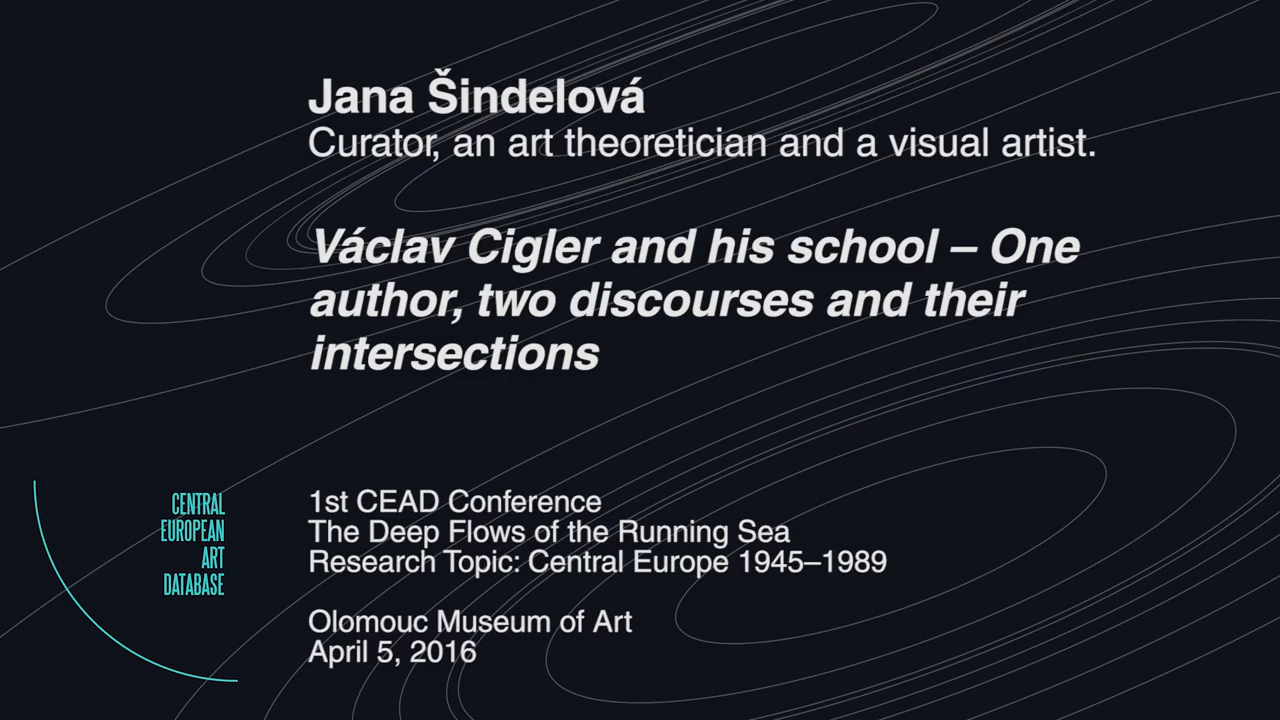 Jana Šindelová
Curator, an art theoretician and a visual artist.
Václav Cigler and his school – One
author, two discourses and their
intersections
CENTRAL
EUROPEAN
ART
DATABASE
1st CEAD Conference
The Deep Flows of the Running Sea
Research Topic: Central Europe 1945–1989
Olomouc Museum of Art
April 5, 2016